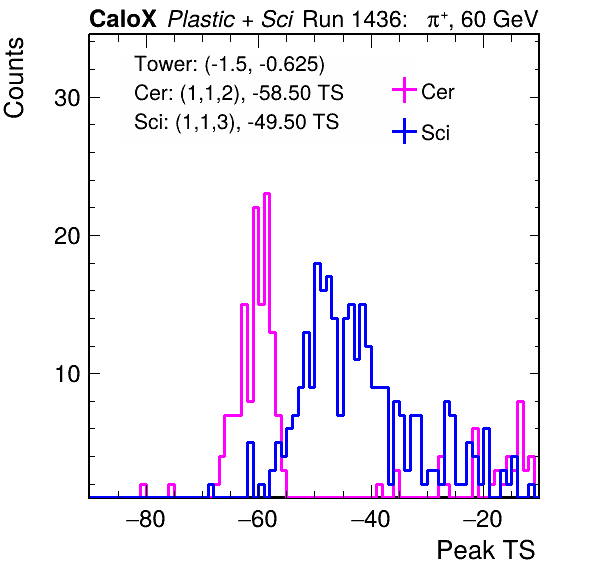 CaloX Plastic + Sci Run 1436: π⁺, 60 GeV
Tower: (-1.5, -0.625)
Cer: (1,1,2), -58.50 TS
Sci: (1,1,3), -49.50 TS
Cer
Sci
Counts
30
20
10
−80 −60 −40 −20
Peak TS